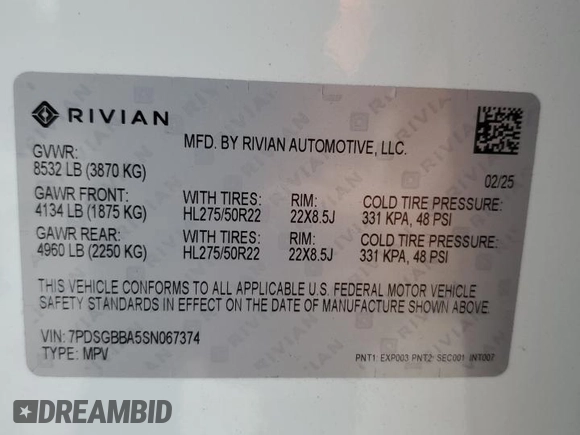 RIVIAN
MFD. BY RIVIAN AUTOMOTIVE, LLC.
GVWR:
8532 LB (3870 KG)
02/25
GAWR FRONT: WITH TIRES: RIM: COLD TIRE PRESSURE:
4134 LB (1875 KG) HL275/50R22 22X8.5J 331 KPA, 48 PSI
GAWR REAR: WITH TIRES: RIM: COLD TIRE PRESSURE:
4960 LB (2250 KG) HL275/50R22 22X8.5J 331 KPA, 48 PSI
THIS VEHICLE CONFORMS TO ALL APPLICABLE U.S. FEDERAL MOTOR VEHICLE
SAFETY STANDARDS IN EFFECT ON THE DATE OF MANUFACTURE SHOWN ABOVE.
VIN: 7PDSGBBA5SN067374
TYPE: MPV
PNT1: EXP003 PNT2: SEC001 INT007
DREAMBID